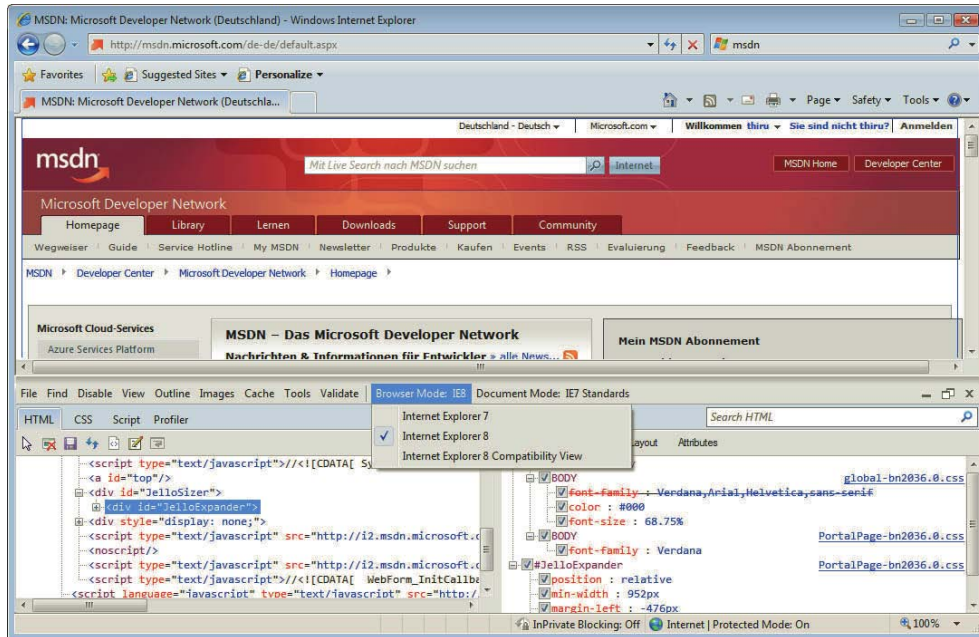 MSDN: Microsoft Developer Network (Deutschland) - Windows Internet Explorer
http://msdn.microsoft.com/de-de/default.aspx
msdn
Favorites Suggested Sites Personalize
MSDN: Microsoft Developer Network (Deutschla...
Page Safety Tools
Deutschland - Deutsch Microsoft.com Willkommen thiru Sie sind nicht thiru? Anmelden
msdn
Mit Live Search nach MSDN suchen Internet
MSDN Home Developer Center
Microsoft Developer Network
Homepage Library Lernen Downloads Support Community
Wegweiser Guide Service Hotline My MSDN Newsletter Produkte Kaufen Events RSS Evaluierung Feedback MSDN Abonnement
MSDN Developer Center Microsoft Developer Network Homepage
Microsoft Cloud-Services
Azure Services Platform
MSDN – Das Microsoft Developer Network
Nachrichten & Informationen für Entwickler » alle News...
Mein MSDN Abonnement
File Find Disable View Outline Images Cache Tools Validate Browser Mode: IE8 Document Mode: IE7 Standards
Internet Explorer 7
Internet Explorer 8
Internet Explorer 8 Compatibility View
HTML CSS Script Profiler
Search HTML
Attributes
<script type="text/javascript">//<![CDATA[ Sy
<a id="top"/>
<div id="JelloSizer">
<div id="JelloExpander">
<div style="display: none;">
<script type="text/javascript" src="http://i2.msdn.microsoft.c
<noscript/>
<script type="text/javascript" src="http://i2.msdn.microsoft.c
<script type="text/javascript">//<![CDATA[ WebForm_InitCallba
<script language="javascript" type="text/javascript" src="http:/
BODY global-bn2036.0.css
font-family : Verdana,Arial,Helvetica,sans-serif
color : #000
font-size : 68.75%
BODY PortalPage-bn2036.0.css
font-family : Verdana
#JelloExpander PortalPage-bn2036.0.css
position : relative
min-width : 952px
margin-left : -476px
InPrivate Blocking: Off Internet | Protected Mode: On 100%